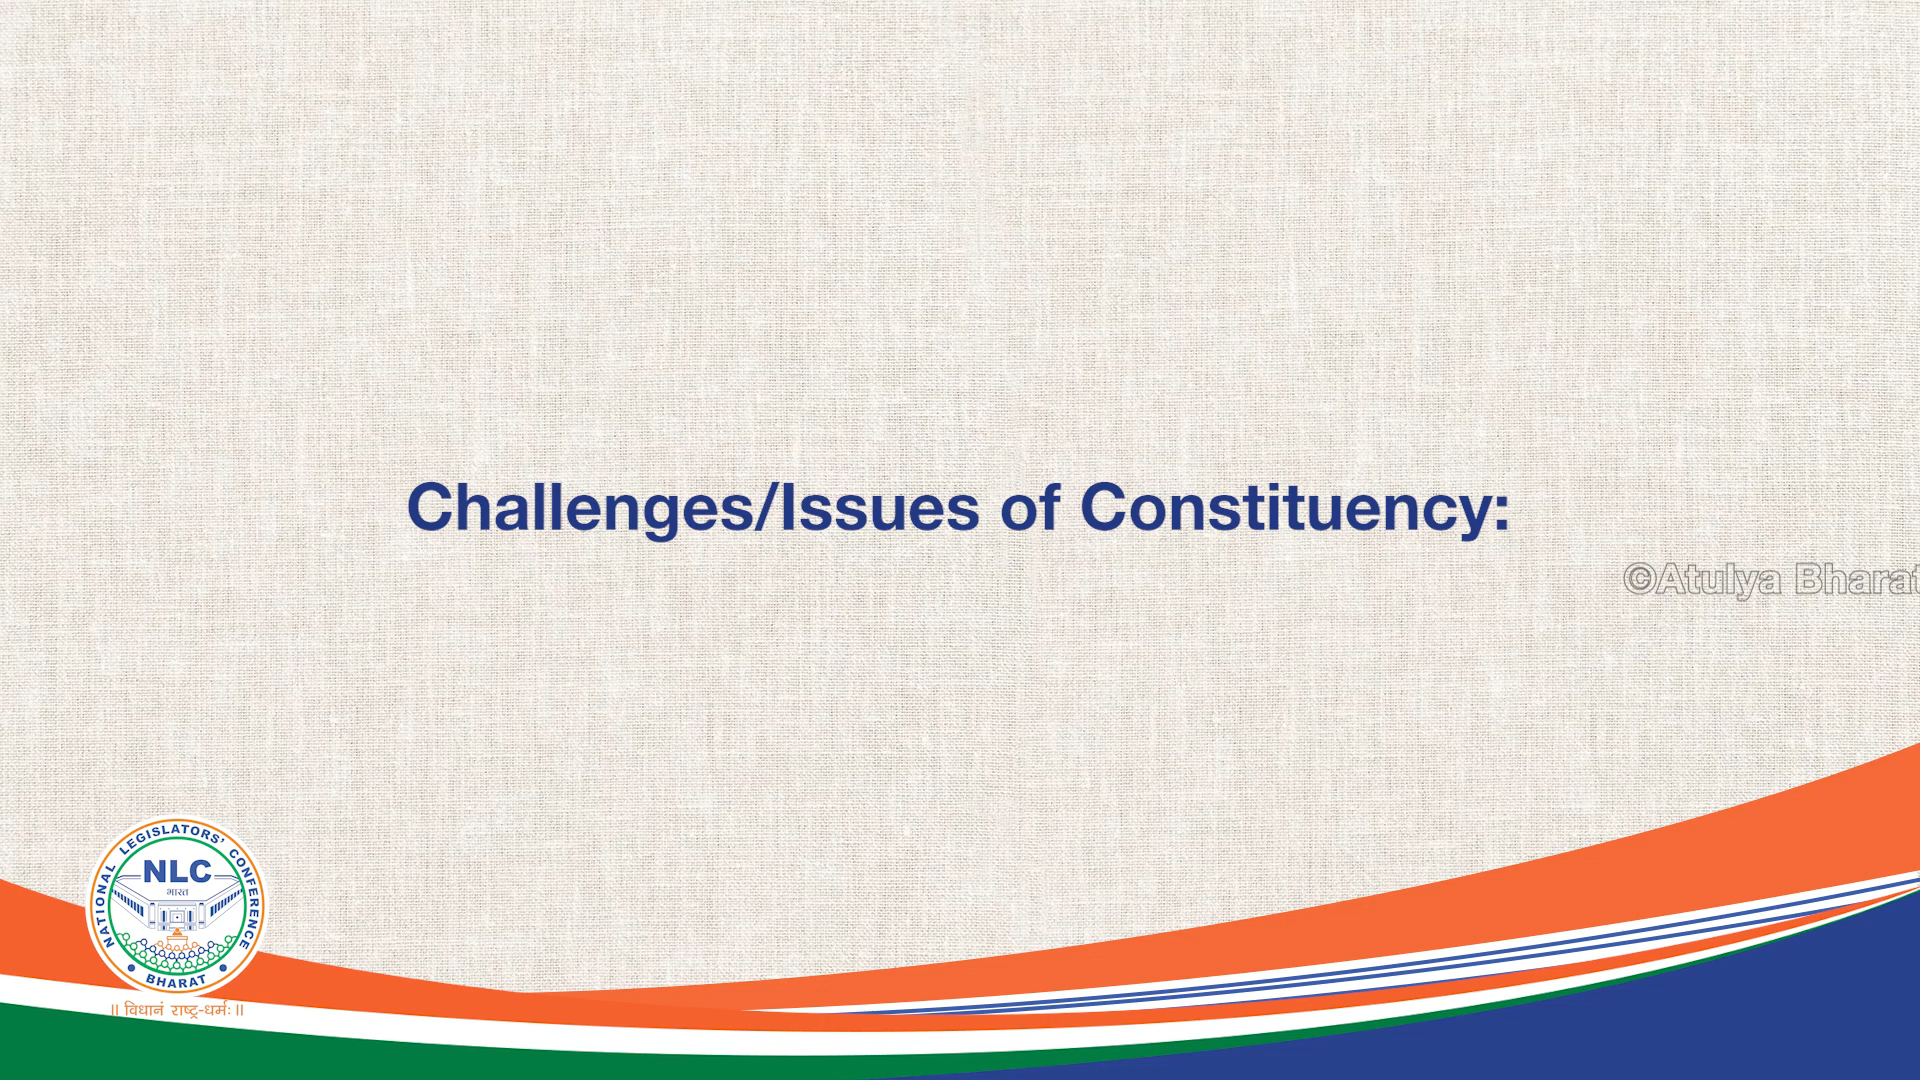 Challenges/Issues of Constituency:
©Atulya Bharat
NATIONAL LEGISLATORS' CONFERENCE
NLC
भारत
BHARAT
॥ विधानं राष्ट्र-धर्मः ॥